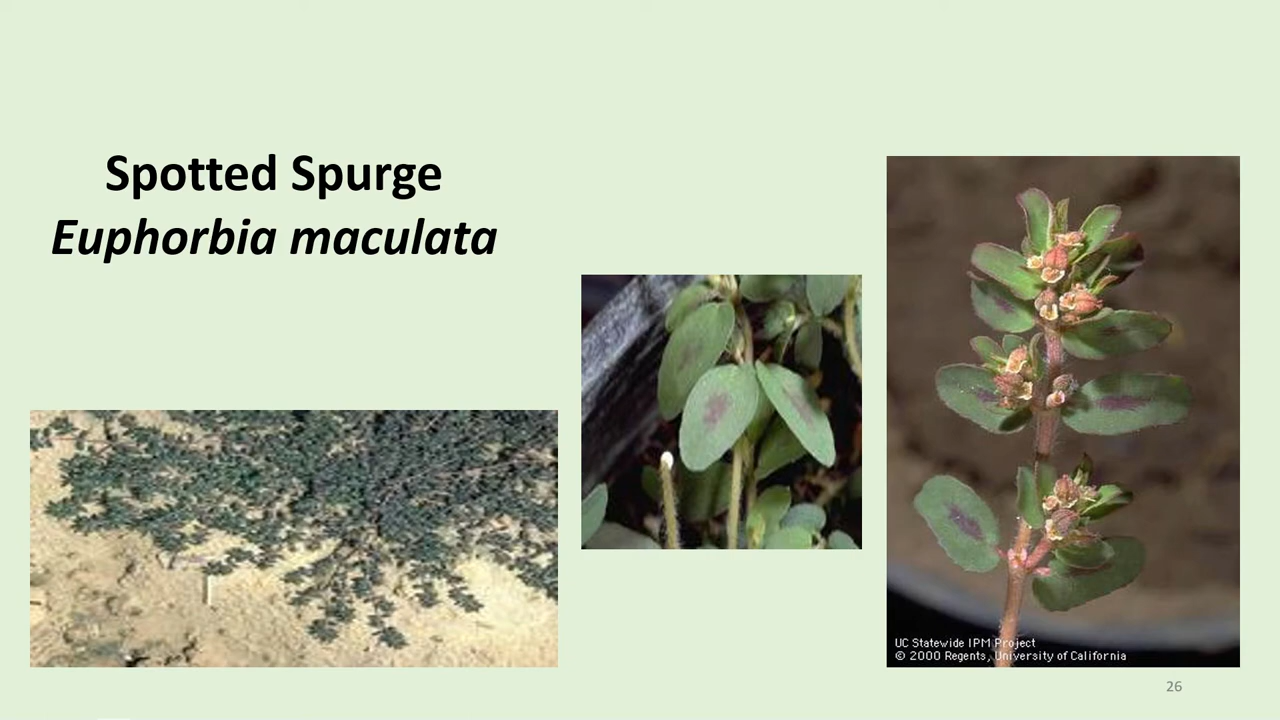 Spotted Spurge
Euphorbia maculata
UC Statewide IPM Project
© 2000 Regents, University of California
26